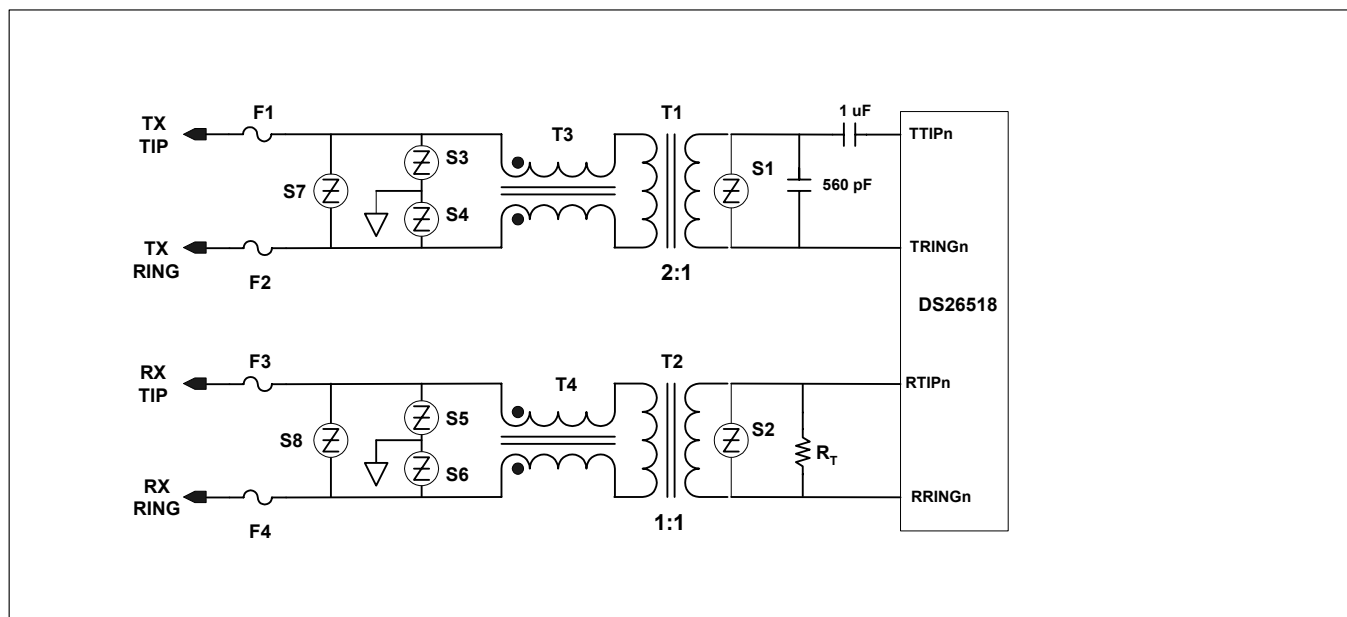 F1
TX
TIP
T3
T1
1 uF
TTIPn
S3
S7
S1
560 pF
S4
TX
RING
F2
2:1
TRINGn
DS26518
F3
RX
TIP
T4
T2
RTIPn
S5
S8
S2
R_T
S6
RX
RING
F4
1:1
RRINGn